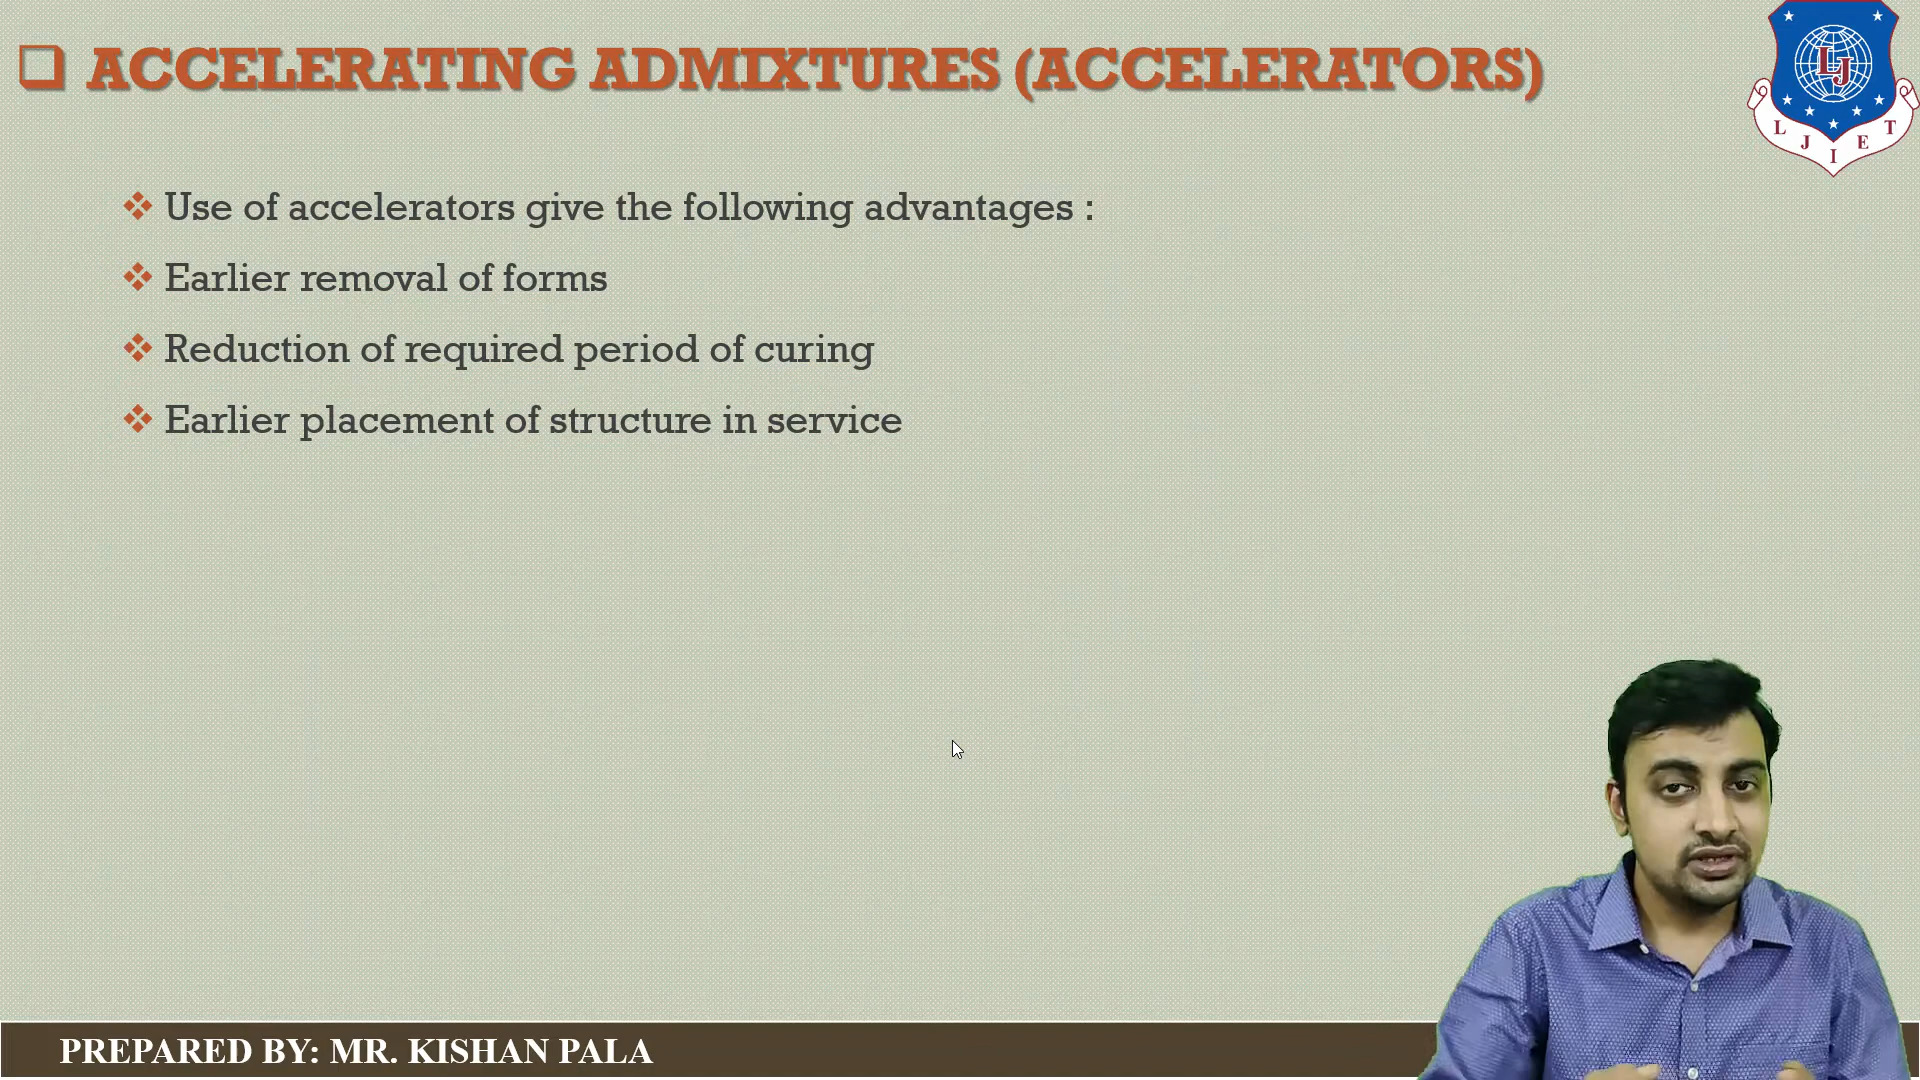 ACCELERATING ADMIXTURES (ACCELERATORS)
LJ
L J I E T
Use of accelerators give the following advantages :
Earlier removal of forms
Reduction of required period of curing
Earlier placement of structure in service
PREPARED BY: MR. KISHAN PALA